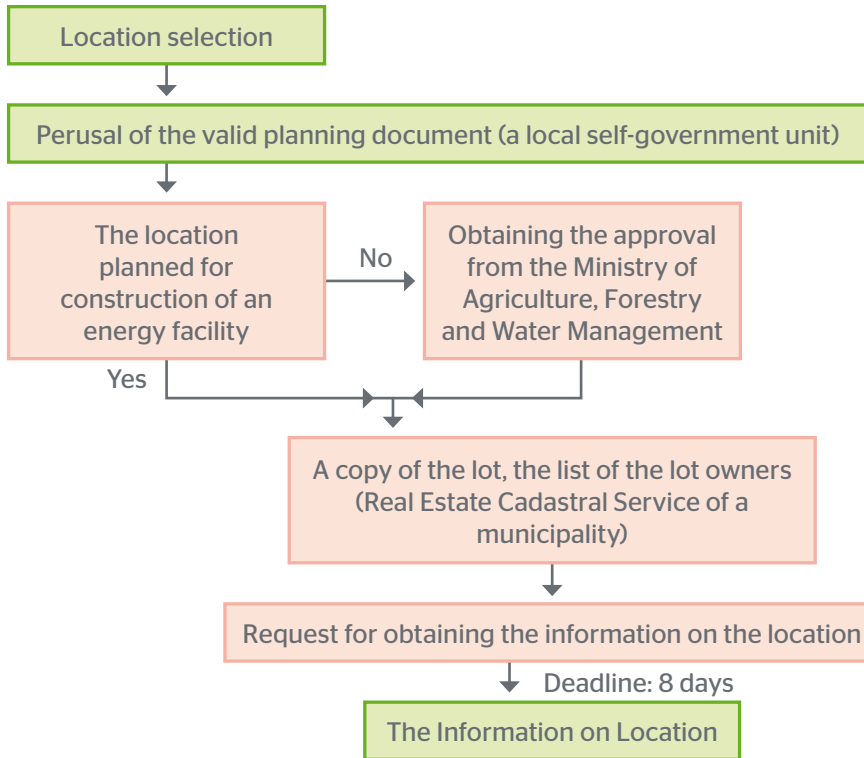 Location selection
Perusal of the valid planning document (a local self-government unit)
The location
planned for
construction of an
energy facility
No
Obtaining the approval
from the Ministry of
Agriculture, Forestry
and Water Management
Yes
A copy of the lot, the list of the lot owners
(Real Estate Cadastral Service of a
municipality)
Request for obtaining the information on the location
Deadline: 8 days
The Information on Location